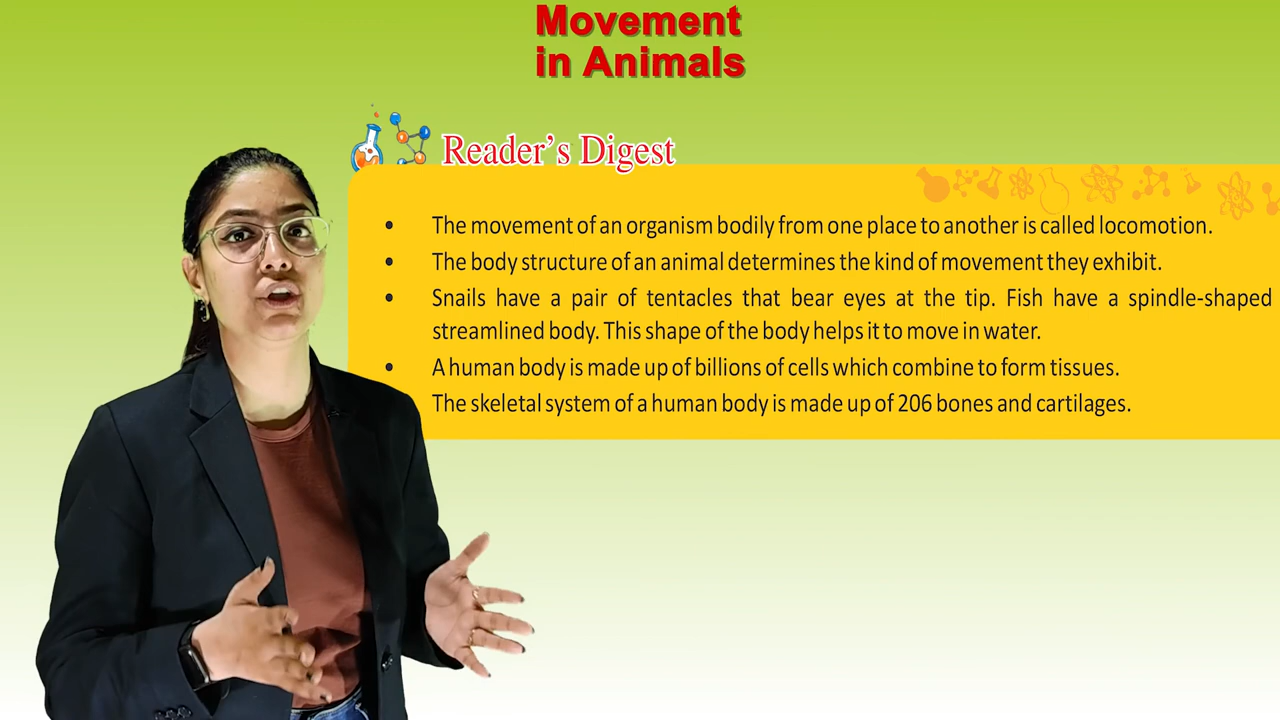 Movement
in Animals
Reader's Digest
• The movement of an organism bodily from one place to another is called locomotion.
• The body structure of an animal determines the kind of movement they exhibit.
• Snails have a pair of tentacles that bear eyes at the tip. Fish have a spindle-shaped
streamlined body. This shape of the body helps it to move in water.
• A human body is made up of billions of cells which combine to form tissues.
The skeletal system of a human body is made up of 206 bones and cartilages.